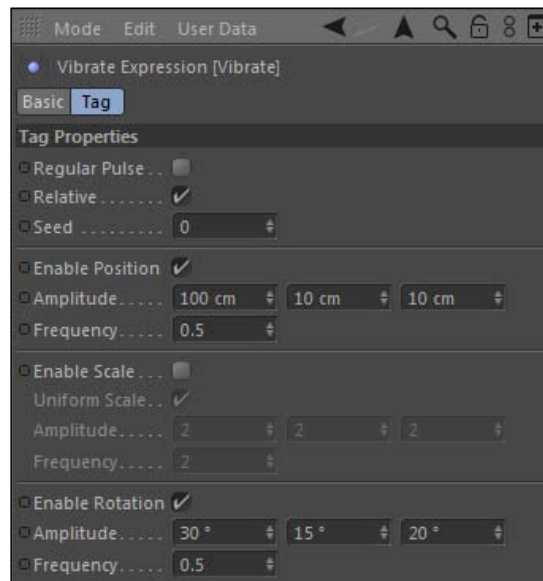 Mode Edit User Data
Vibrate Expression [Vibrate]
Basic Tag
Tag Properties
Regular Pulse . .
Relative . . . . . . .
Seed . . . . . . . . . 0
Enable Position
Amplitude. . . . . 100 cm 10 cm 10 cm
Frequency. . . . . 0.5
Enable Scale . . .
Uniform Scale. .
Amplitude. . . . . 2 2 2
Frequency. . . . . 2
Enable Rotation
Amplitude. . . . . 30 ° 15 ° 20 °
Frequency. . . . . 0.5